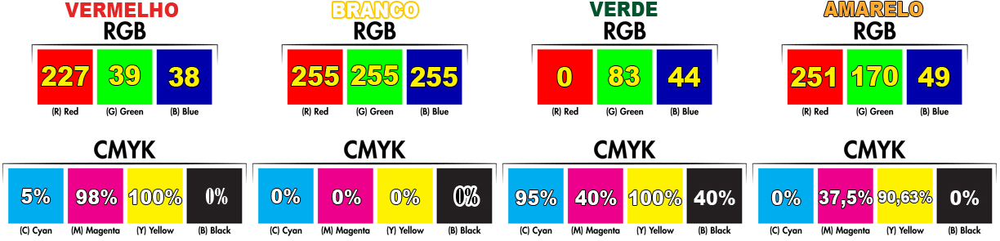 VERMELHO BRANCO VERDE AMARELO
RGB RGB RGB RGB
227 39 38 255 255 255 0 83 44 251 170 49
(R) Red (G) Green (B) Blue (R) Red (G) Green (B) Blue (R) Red (G) Green (B) Blue (R) Red (G) Green (B) Blue
CMYK CMYK CMYK CMYK
5% 98% 100% 0% 0% 0% 0% 0% 95% 40% 100% 40% 0% 37,5% 90,63% 0%
(C) Cyan (M) Magenta (Y) Yellow (B) Black (C) Cyan (M) Magenta (Y) Yellow (B) Black (C) Cyan (M) Magenta (Y) Yellow (B) Black (C) Cyan (M) Magenta (Y) Yellow (B) Black